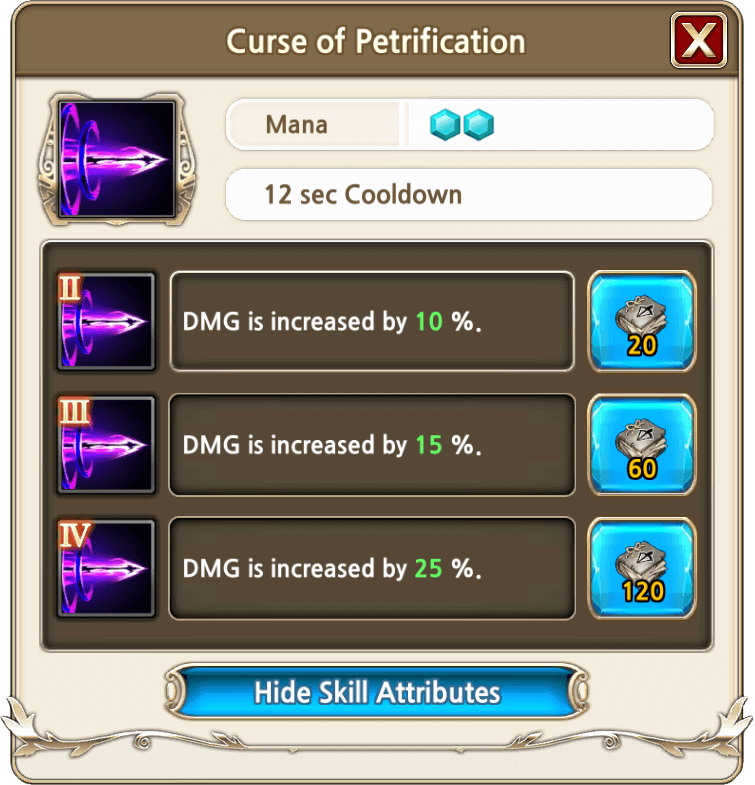 Curse of Petrification
X
Mana
12 sec Cooldown
II
DMG is increased by 10 %.
20
III
DMG is increased by 15 %.
60
IV
DMG is increased by 25 %.
120
Hide Skill Attributes